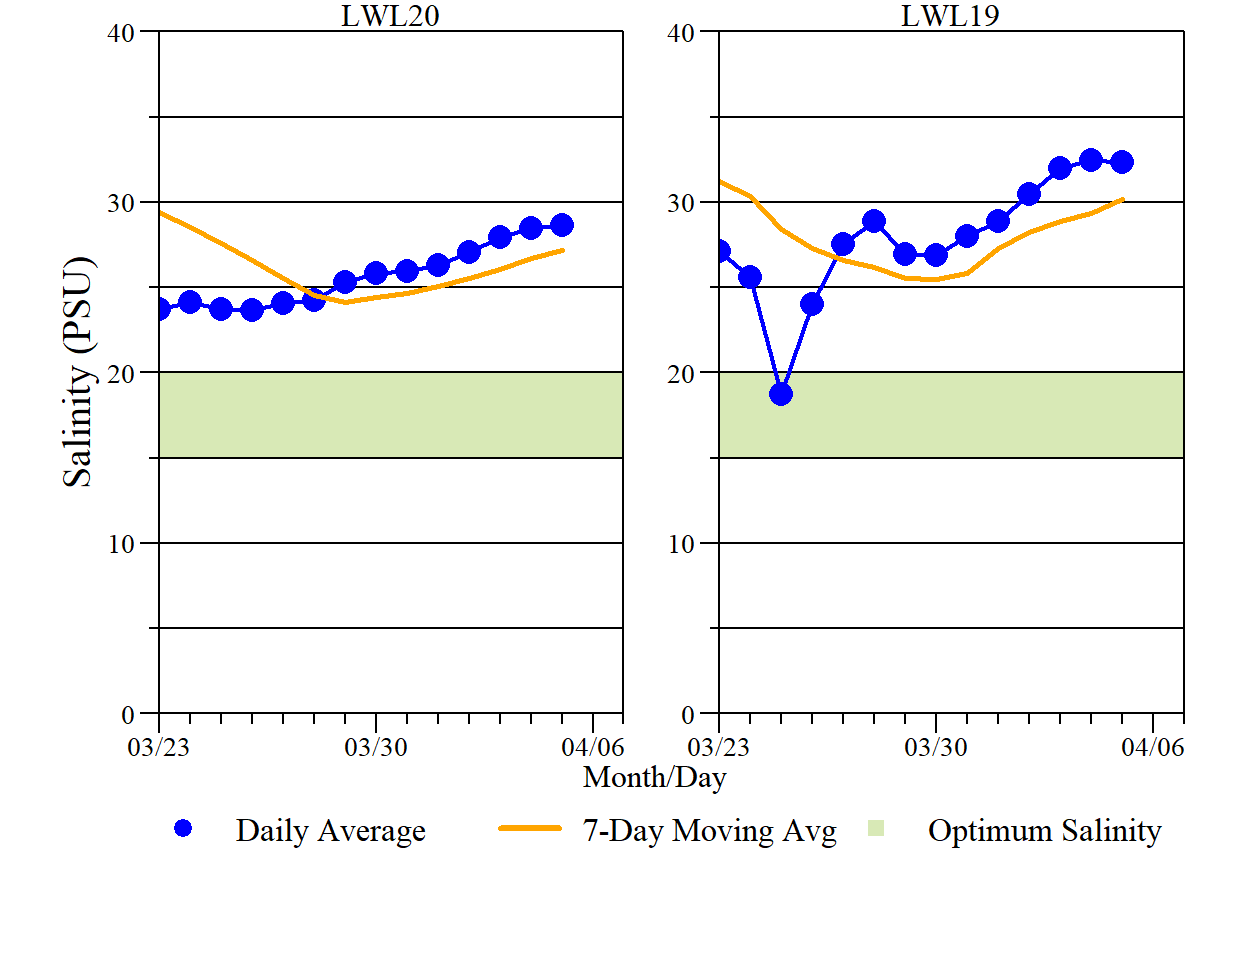 LWL20 LWL19
40 40
30 30
20 20
10 10
0 0
Salinity (PSU)
03/23 03/30 04/06 03/23 03/30 04/06
Month/Day
Daily Average 7-Day Moving Avg Optimum Salinity